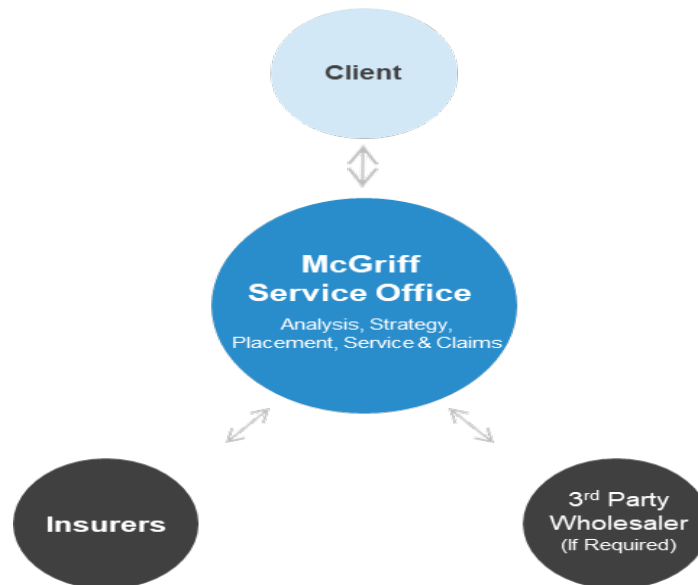 Client
McGriff
Service Office
Analysis, Strategy,
Placement, Service & Claims
Insurers
3rd Party
Wholesaler
(If Required)